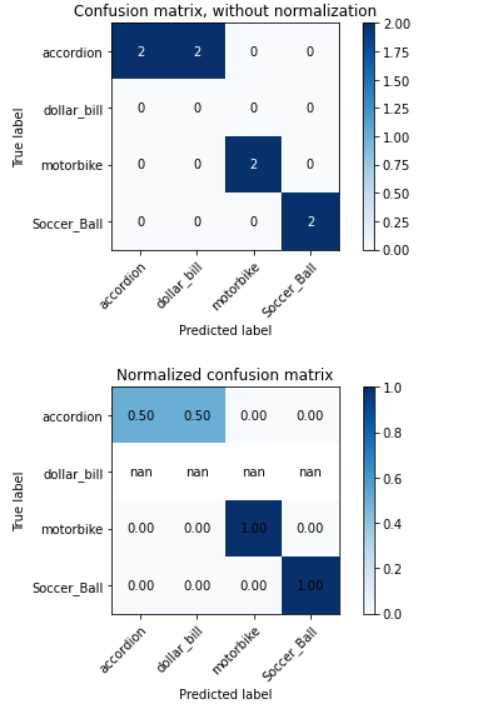 Confusion matrix, without normalization
2.00
accordion 2 2 0 0
1.75
1.50
dollar_bill 0 0 0 0
1.25
1.00
motorbike 0 0 2 0
0.75
0.50
Soccer_Ball 0 0 0 2
0.25
0.00
True label
accordion dollar_bill motorbike Soccer_Ball
Predicted label
Normalized confusion matrix
1.0
accordion 0.50 0.50 0.00 0.00
0.8
dollar_bill nan nan nan nan
0.6
0.4
motorbike 0.00 0.00 1.00 0.00
0.2
Soccer_Ball 0.00 0.00 0.00 1.00
0.0
True label
accordion dollar_bill motorbike Soccer_Ball
Predicted label